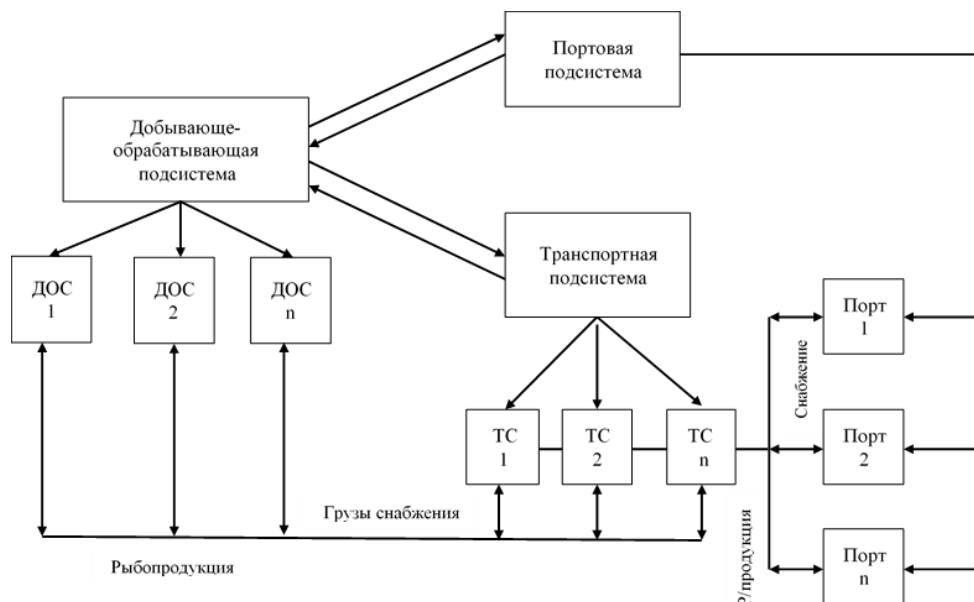 Портовая
подсистема
Добывающе-
обрабатывающая
подсистема
Транспортная
подсистема
ДОС
1
ДОС
2
ДОС
n
Порт
1
Снабжение
ТС
1
ТС
2
ТС
n
Порт
2
Грузы снабжения
Рыбопродукция
Р/продукция
Порт
n